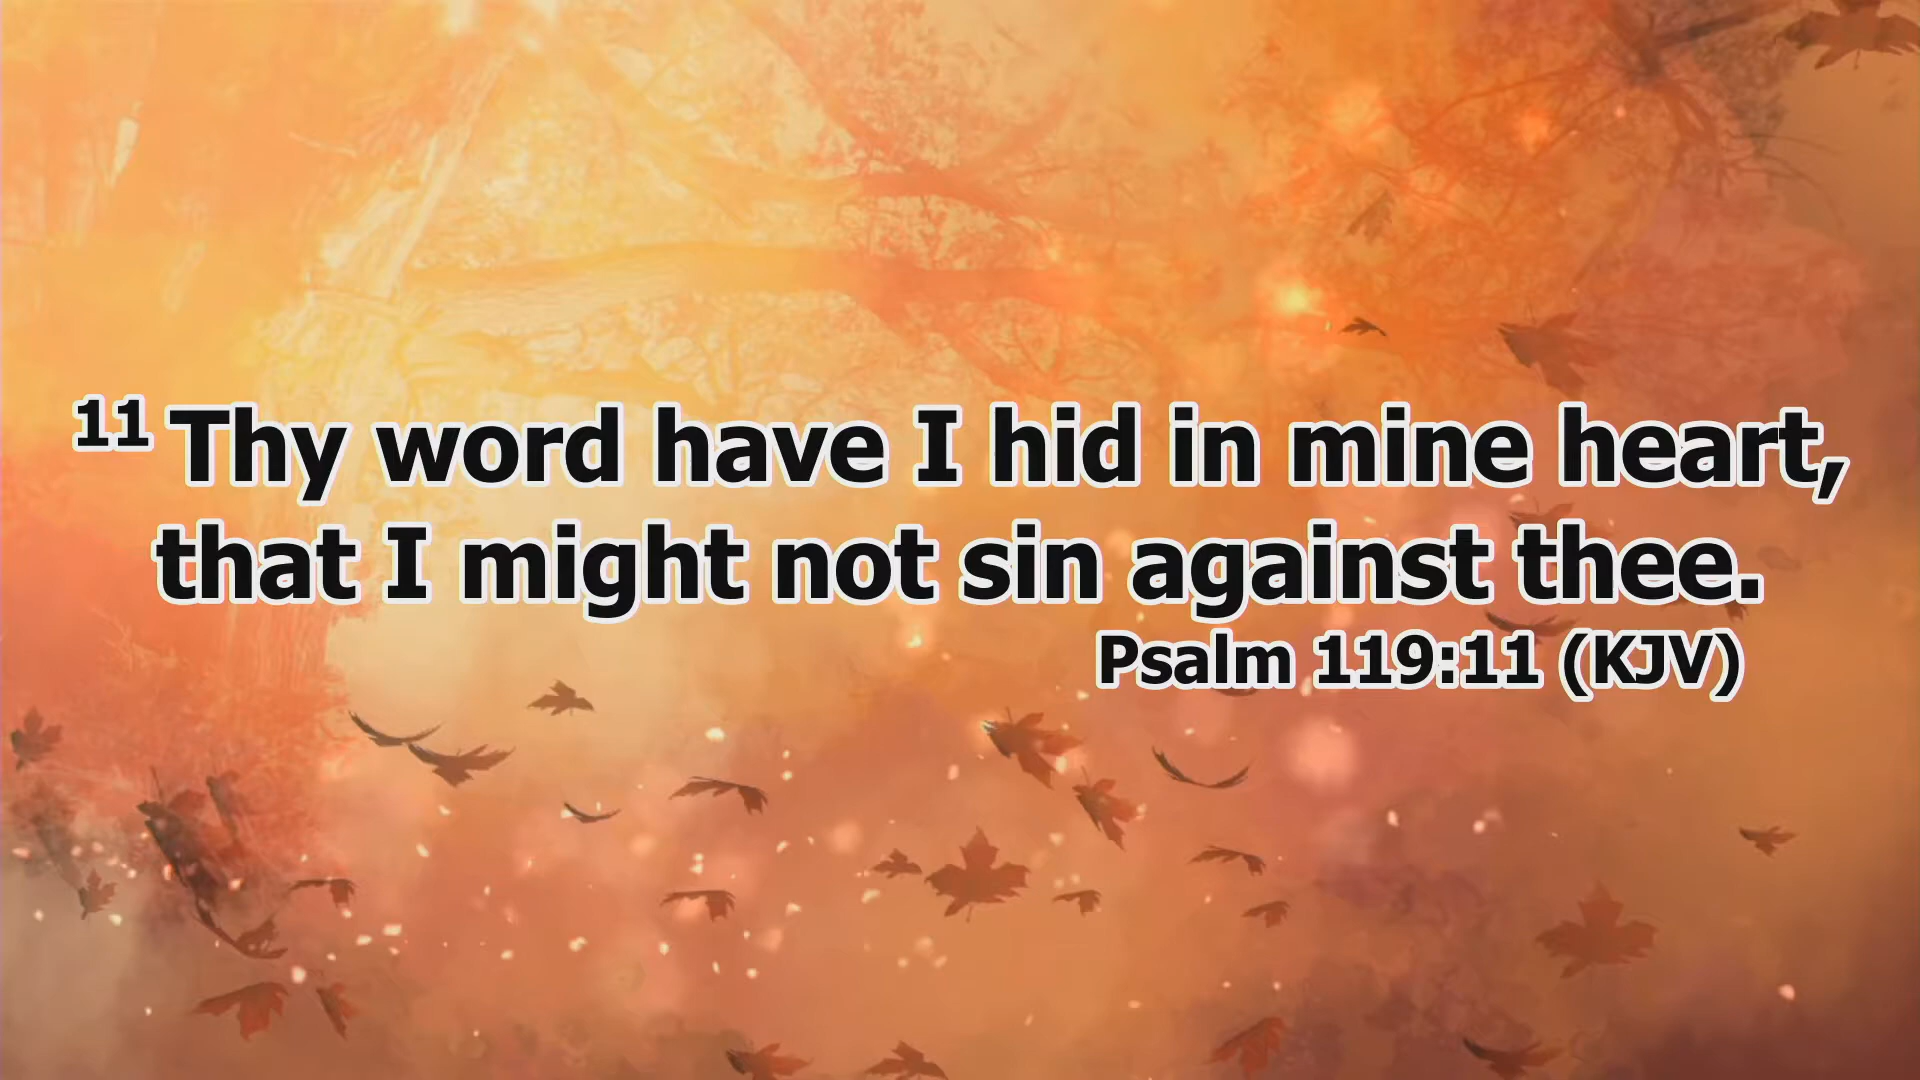 11 Thy word have I hid in mine heart,
that I might not sin against thee.
Psalm 119:11 (KJV)